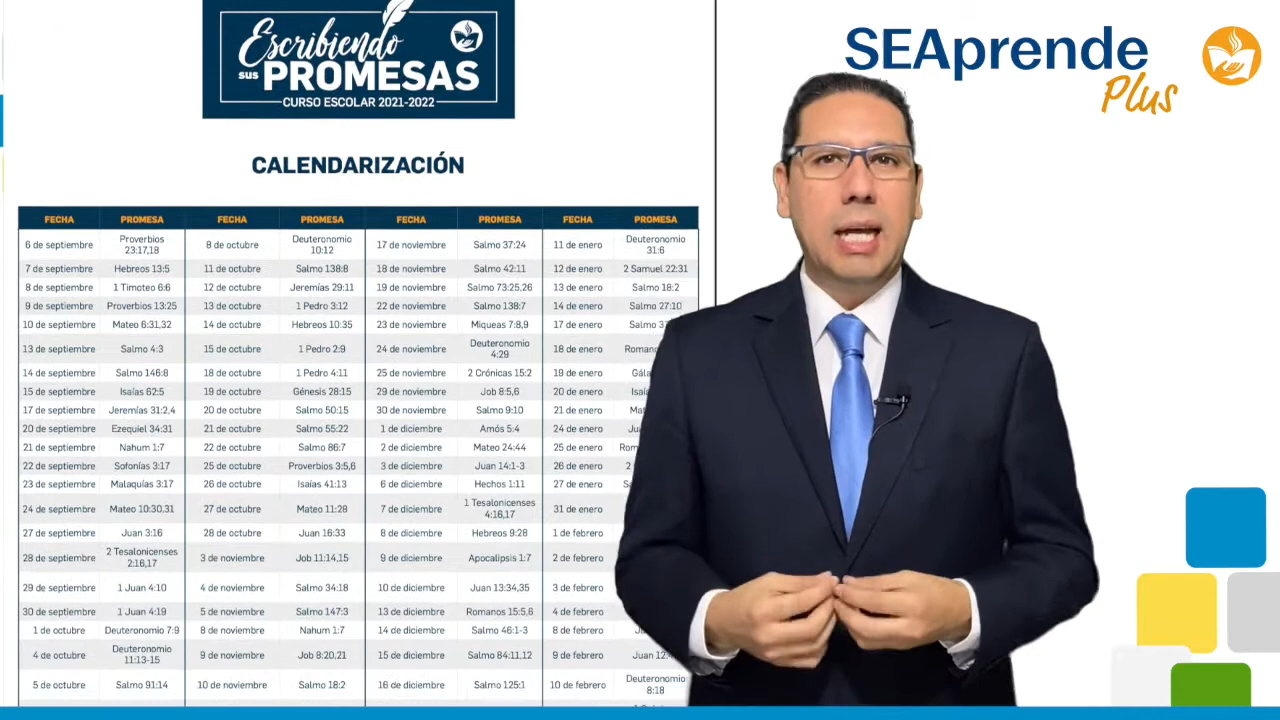 Escribiendo
SUS PROMESAS
CURSO ESCOLAR 2021-2022
SEAprende
Plus
CALENDARIZACIÓN
FECHA PROMESA FECHA PROMESA FECHA PROMESA FECHA PROMESA
6 de septiembre Proverbios 23:17,18 8 de octubre Deuteronomio 10:12 17 de noviembre Salmo 37:24 11 de enero Deuteronomio 31:6
7 de septiembre Hebreos 13:5 11 de octubre Salmo 138:8 18 de noviembre Salmo 42:11 12 de enero 2 Samuel 22:31
8 de septiembre 1 Timoteo 6:6 12 de octubre Jeremías 29:11 19 de noviembre Salmo 73:25,26 13 de enero Salmo 18:2
9 de septiembre Proverbios 13:25 13 de octubre 1 Pedro 3:12 22 de noviembre Salmo 138:7 14 de enero Salmo 27:10
10 de septiembre Mateo 6:31,32 14 de octubre Hebreos 10:35 23 de noviembre Miqueas 7:8,9 17 de enero Salmo
13 de septiembre Salmo 4:3 15 de octubre 1 Pedro 2:9 24 de noviembre Deuteronomio 4:29 18 de enero
14 de septiembre Salmo 146:8 18 de octubre 1 Pedro 4:11 25 de noviembre 2 Crónicas 15:2 19 de enero
15 de septiembre Isaías 62:5 19 de octubre Génesis 28:15 29 de noviembre Job 8:5,6 20 de enero
17 de septiembre Jeremías 31:2,4 20 de octubre Salmo 50:15 30 de noviembre Salmo 9:10 21 de enero
20 de septiembre Ezequiel 34:31 21 de octubre Salmo 55:22 1 de diciembre Amós 5:4 24 de enero
21 de septiembre Nahum 1:7 22 de octubre Salmo 86:7 2 de diciembre Mateo 24:44 25 de enero
22 de septiembre Sofonías 3:17 25 de octubre Proverbios 3:5,6 3 de diciembre Juan 14:1-3 26 de enero
23 de septiembre Malaquías 3:17 26 de octubre Isaías 41:13 6 de diciembre Hechos 1:11 27 de enero
24 de septiembre Mateo 10:30,31 27 de octubre Mateo 11:28 7 de diciembre 1 Tesalonicenses 4:16,17 31 de enero
27 de septiembre Juan 3:16 28 de octubre Juan 16:33 8 de diciembre Hebreos 9:28 1 de febrero
28 de septiembre 2 Tesalonicenses 2:16,17 3 de noviembre Job 11:14,15 9 de diciembre Apocalipsis 1:7 2 de febrero
29 de septiembre 1 Juan 4:10 4 de noviembre Salmo 34:18 10 de diciembre Juan 13:34,35 3 de febrero
30 de septiembre 1 Juan 4:19 5 de noviembre Salmo 147:3 13 de diciembre Romanos 15:5,6 4 de febrero
1 de octubre Deuteronomio 7:9 8 de noviembre Nahum 1:7 14 de diciembre Salmo 46:1-3 8 de febrero
4 de octubre Deuteronomio 11:13-15 9 de noviembre Job 8:20,21 15 de diciembre Salmo 84:11,12 9 de febrero Juan
5 de octubre Salmo 91:14 10 de noviembre Salmo 18:2 16 de diciembre Salmo 125:1 10 de febrero Deuteronomio 8:18